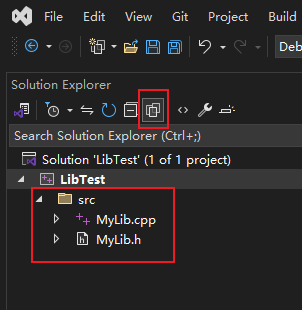 File Edit View Git Project
Deb
Solution Explorer
Search Solution Explorer (Ctrl+;)
Solution 'LibTest' (1 of 1 project)
LibTest
src
MyLib.cpp
MyLib.h